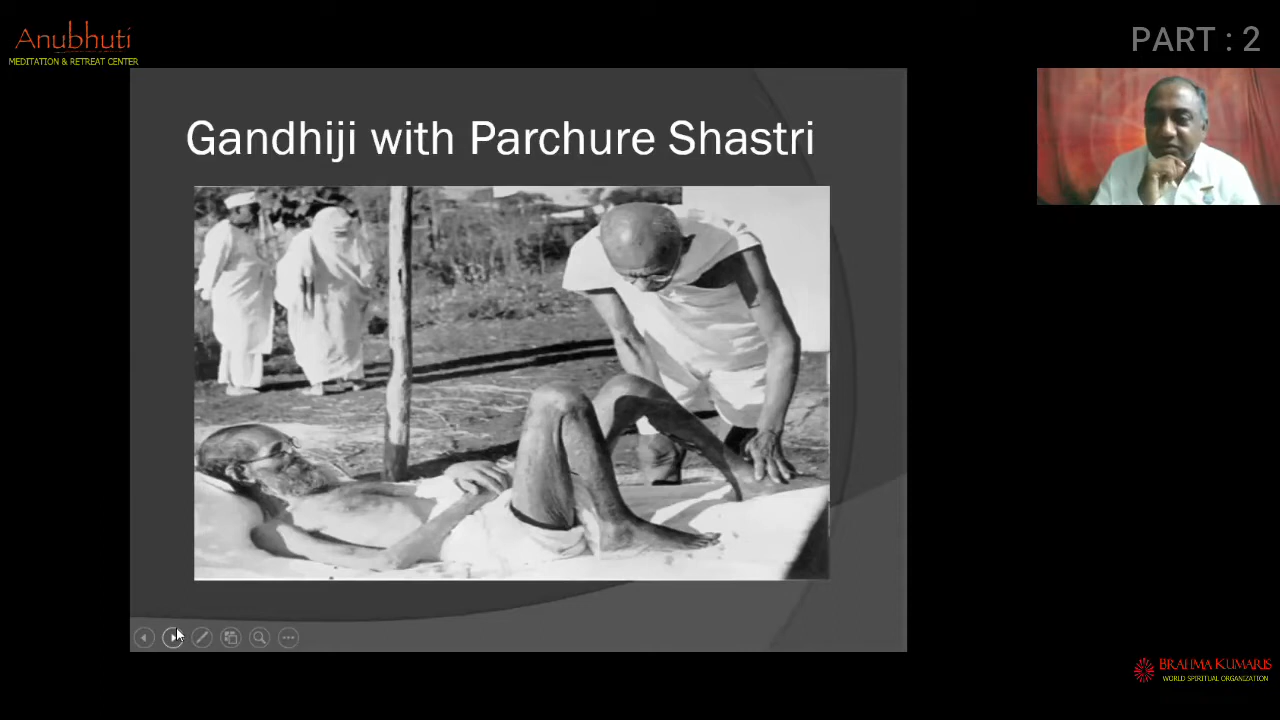 Anubhuti
MEDITATION & RETREAT CENTER
PART : 2
Gandhiji with Parchure Shastri
BRAHMA KUMARIS
WORLD SPIRITUAL ORGANIZATION